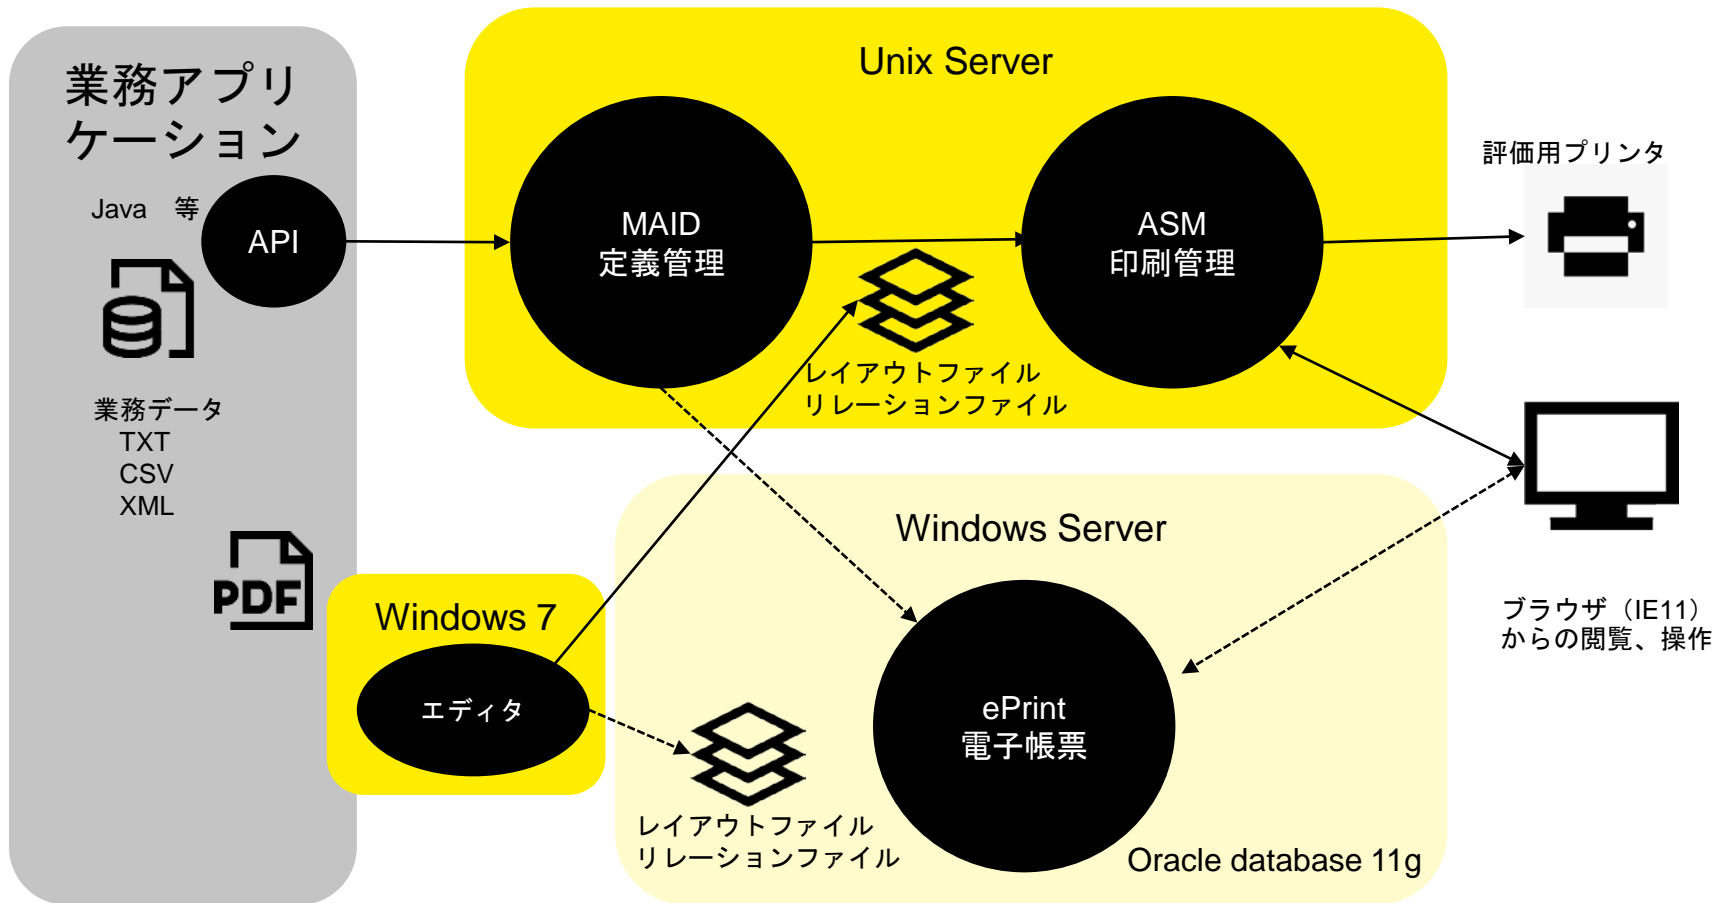 業務アプリ
ケーション
Java　等
API
業務データ
TXT
CSV
XML
PDF
Windows 7
エディタ
Unix Server
MAID
定義管理
ASM
印刷管理
レイアウトファイル
リレーションファイル
Windows Server
ePrint
電子帳票
レイアウトファイル
リレーションファイル
Oracle database 11g
評価用プリンタ
ブラウザ（IE11）
からの閲覧、操作